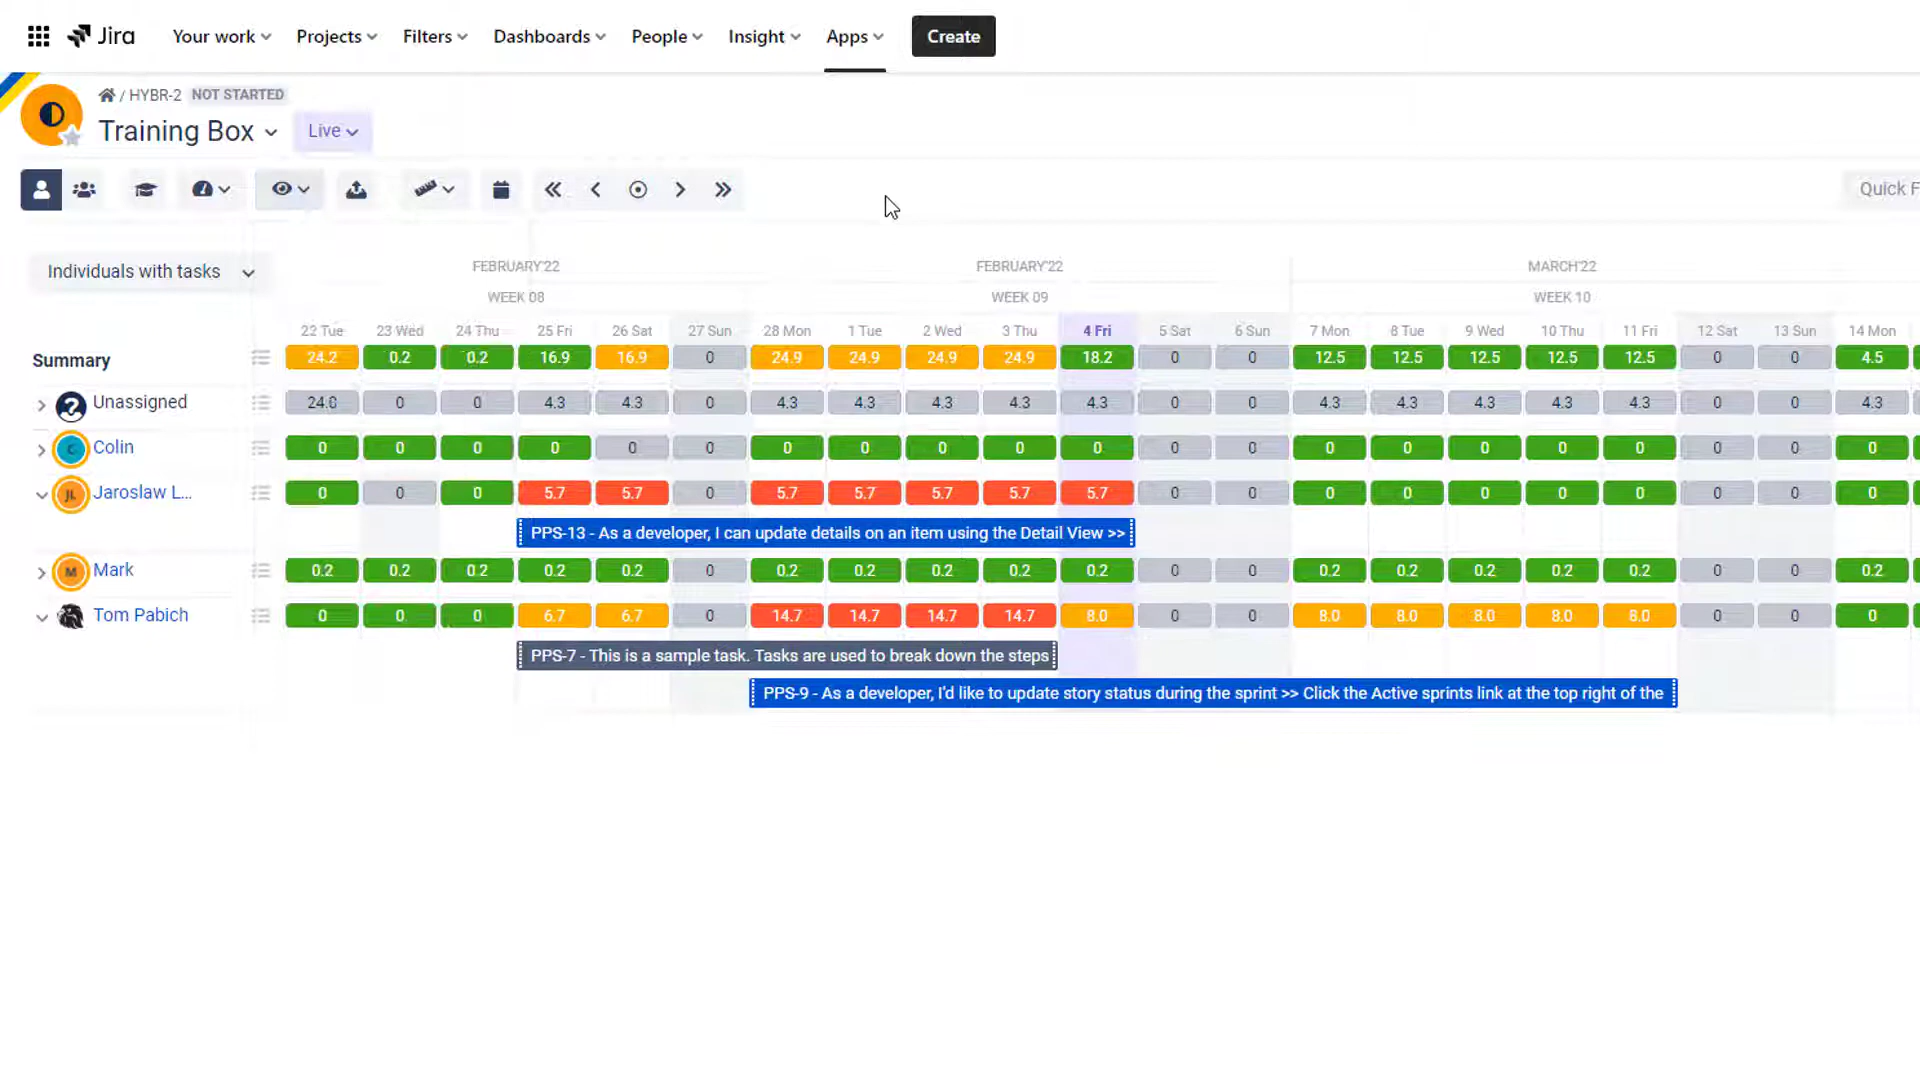 Jira Your work Projects Filters Dashboards People Insight Apps Create
/ HYBR-2 NOT STARTED
Training Box Live
Quick F
Individuals with tasks
FEBRUARY'22 FEBRUARY'22 MARCH'22
WEEK 08 WEEK 09 WEEK 10
22 Tue 23 Wed 24 Thu 25 Fri 26 Sat 27 Sun 28 Mon 1 Tue 2 Wed 3 Thu 4 Fri 5 Sat 6 Sun 7 Mon 8 Tue 9 Wed 10 Thu 11 Fri 12 Sat 13 Sun 14 Mon
Summary 24.2 0.2 0.2 16.9 16.9 0 24.9 24.9 24.9 24.9 18.2 0 0 12.5 12.5 12.5 12.5 12.5 0 0 4.5
Unassigned 24.0 0 0 4.3 4.3 0 4.3 4.3 4.3 4.3 4.3 0 0 4.3 4.3 4.3 4.3 4.3 0 0 4.3
C Colin 0 0 0 0 0 0 0 0 0 0 0 0 0 0 0 0 0 0 0 0 0
JL Jaroslaw L... 0 0 0 5.7 5.7 0 5.7 5.7 5.7 5.7 5.7 0 0 0 0 0 0 0 0 0 0
PPS-13 - As a developer, I can update details on an item using the Detail View >>
M Mark 0.2 0.2 0.2 0.2 0.2 0 0.2 0.2 0.2 0.2 0.2 0 0 0.2 0.2 0.2 0.2 0.2 0 0 0.2
Tom Pabich 0 0 0 6.7 6.7 0 14.7 14.7 14.7 14.7 8.0 0 0 8.0 8.0 8.0 8.0 8.0 0 0 0
PPS-7 - This is a sample task. Tasks are used to break down the steps
PPS-9 - As a developer, I'd like to update story status during the sprint >> Click the Active sprints link at the top right of the